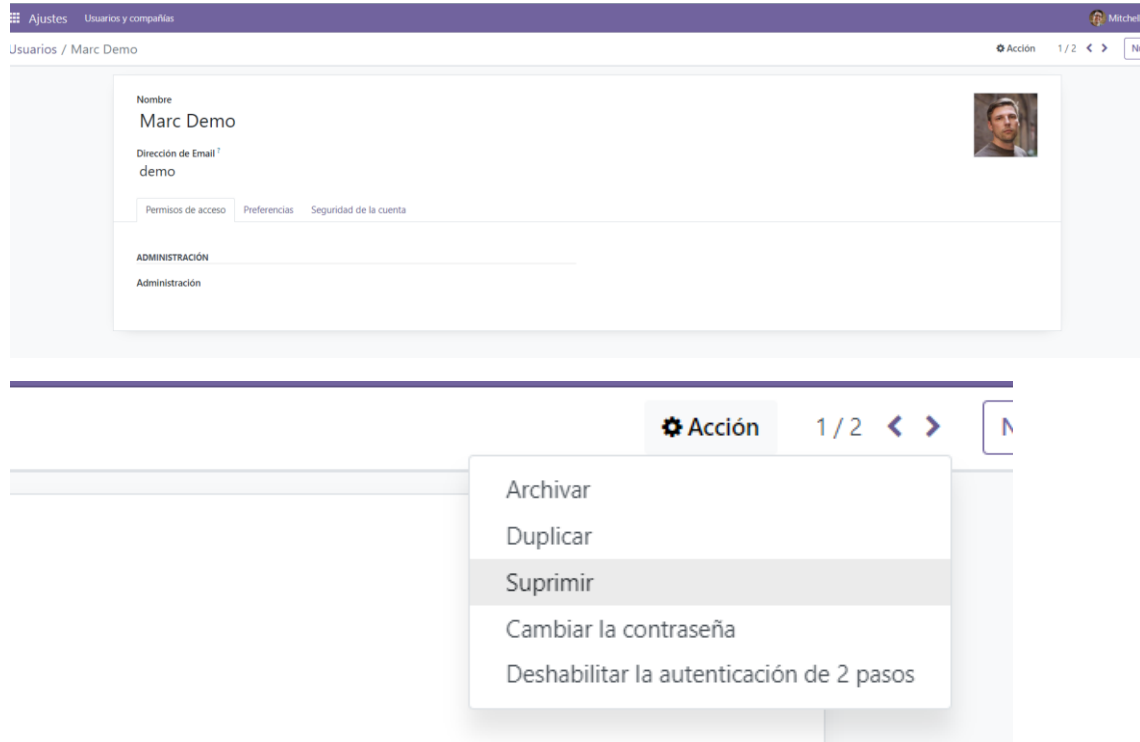 Ajustes Usuarios y compañías Mitchel
Usuarios / Marc Demo Acción 1 / 2
Nombre
Marc Demo
Dirección de Email ?
demo
Permisos de acceso Preferencias Seguridad de la cuenta
ADMINISTRACIÓN
Administración
Acción 1 / 2
Archivar
Duplicar
Suprimir
Cambiar la contraseña
Deshabilitar la autenticación de 2 pasos